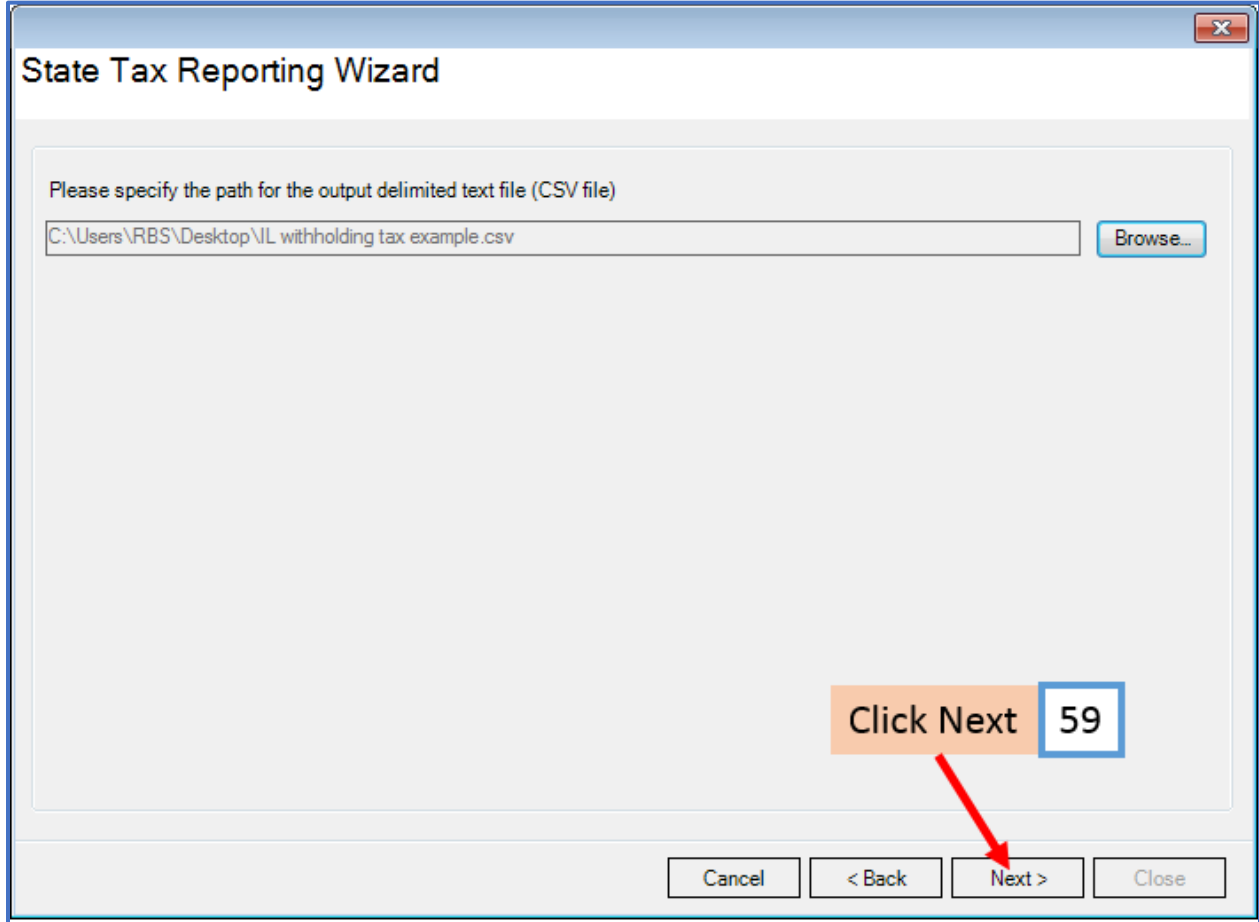 State Tax Reporting Wizard
Please specify the path for the output delimited text file (CSV file)
C:\Users\RBS\Desktop\IL withholding tax example.csv
Browse...
Click Next 59
Cancel < Back Next > Close